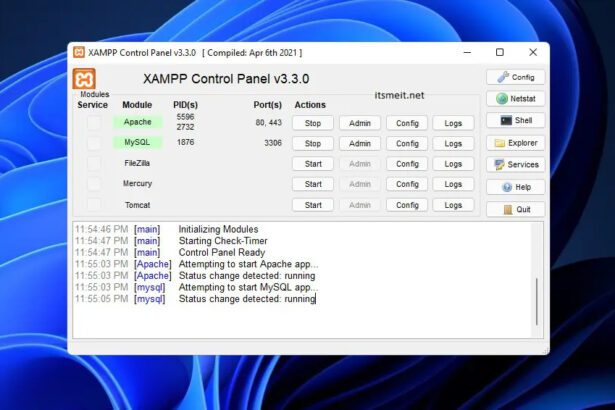 XAMPP Control Panel v3.3.0 [ Compiled: Apr 6th 2021 ]
XAMPP Control Panel v3.3.0
itsmeit.net
Config
Modules
Service Module PID(s) Port(s) Actions
Netstat
Apache 5596 2732 80, 443 Stop Admin Config Logs
Shell
MySQL 1876 3306 Stop Admin Config Logs
Explorer
FileZilla Start Admin Config Logs
Services
Mercury Start Admin Config Logs
Help
Tomcat Start Admin Config Logs
Quit
11:54:46 PM [main] Initializing Modules
11:54:47 PM [main] Starting Check-Timer
11:54:47 PM [main] Control Panel Ready
11:55:03 PM [Apache] Attempting to start Apache app...
11:55:03 PM [Apache] Status change detected: running
11:55:03 PM [mysql] Attempting to start MySQL app...
11:55:05 PM [mysql] Status change detected: running